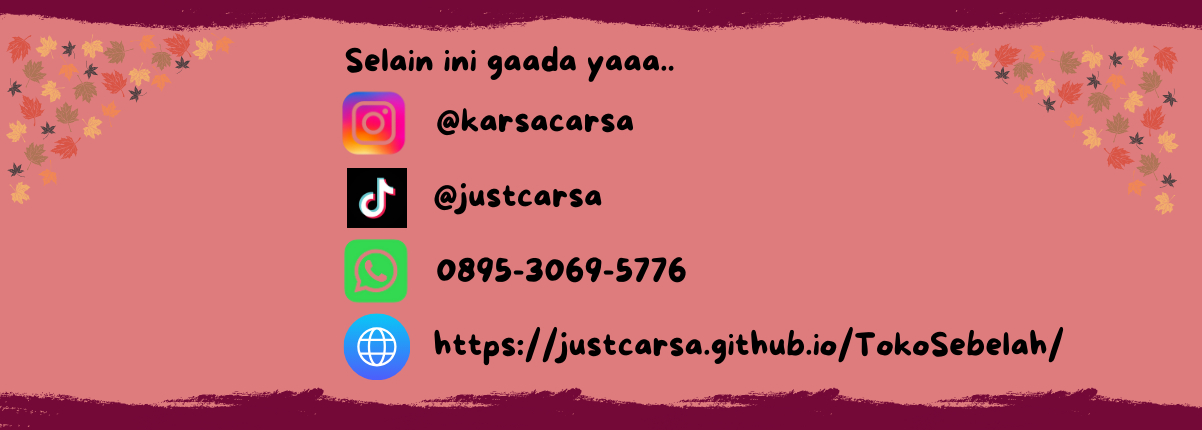 Selain ini gaada yaaa..
@karsacarsa
@justcarsa
0895-3069-5776
https://justcarsa.github.io/TokoSebelah/